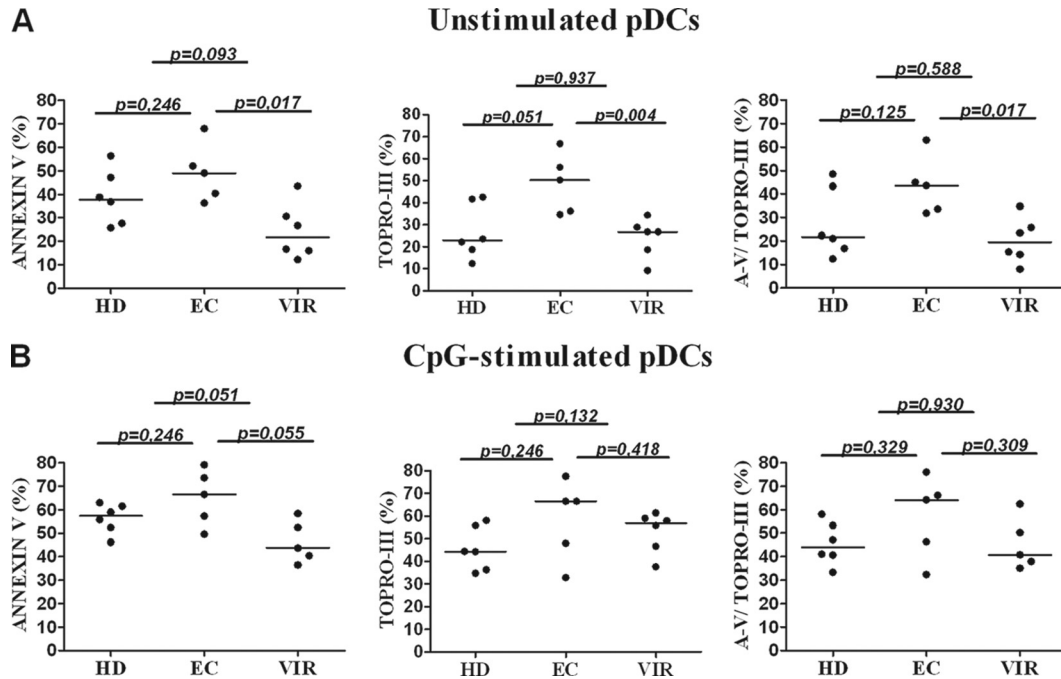 A
Unstimulated pDCs
p=0,093
p=0,246 p=0,017
ANNEXIN V (%)
80
70
60
50
40
30
20
10
0
HD EC VIR
p=0,937
p=0,051 p=0,004
TOPRO-III (%)
80
70
60
50
40
30
20
10
0
HD EC VIR
p=0,588
p=0,125 p=0,017
A-V/ TOPRO-III (%)
80
70
60
50
40
30
20
10
0
HD EC VIR
B
CpG-stimulated pDCs
p=0,051
p=0,246 p=0,055
ANNEXIN V (%)
80
70
60
50
40
30
20
10
0
HD EC VIR
p=0,132
p=0,246 p=0,418
TOPRO-III (%)
80
70
60
50
40
30
20
10
0
HD EC VIR
p=0,930
p=0,329 p=0,309
A-V/ TOPRO-III (%)
80
70
60
50
40
30
20
10
0
HD EC VIR